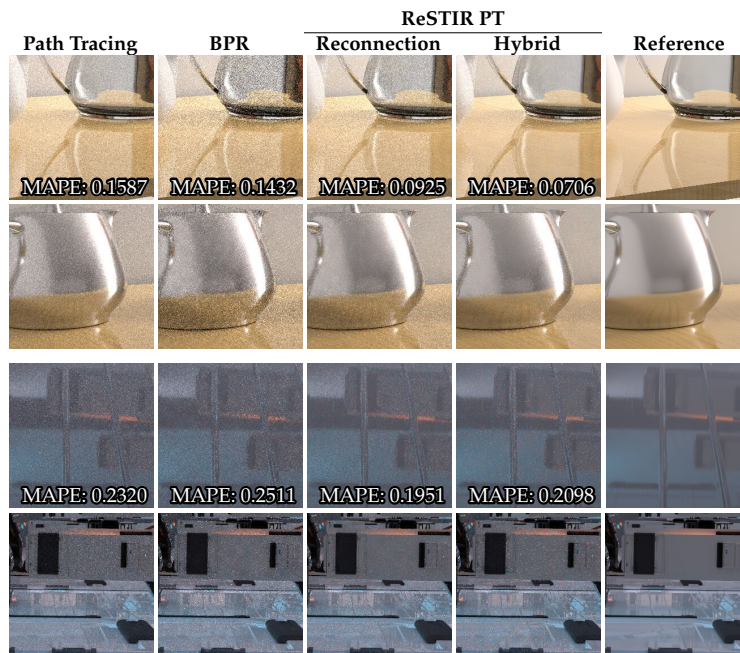 ReSTIR PT
Path Tracing BPR Reconnection Hybrid Reference
MAPE: 0.1587 MAPE: 0.1432 MAPE: 0.0925 MAPE: 0.0706
MAPE: 0.2320 MAPE: 0.2511 MAPE: 0.1951 MAPE: 0.2098